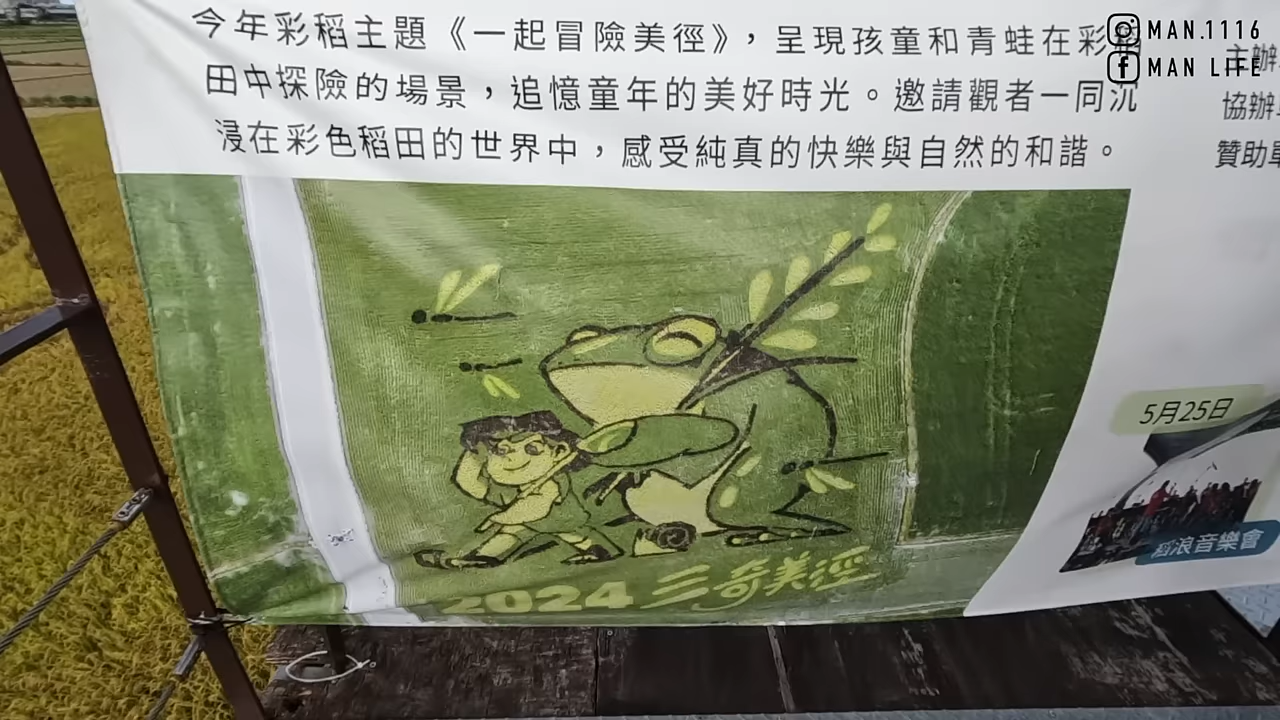 今年彩稻主題《一起冒險美徑》，呈現孩童和青蛙在彩
田中探險的場景，追憶童年的美好時光。邀請觀者一同沉
浸在彩色稻田的世界中，感受純真的快樂與自然的和諧。
主辦
協辦
贊助單
MAN.1116
MAN LIFE
5月25日
稻浪音樂會
2024 三奇美徑